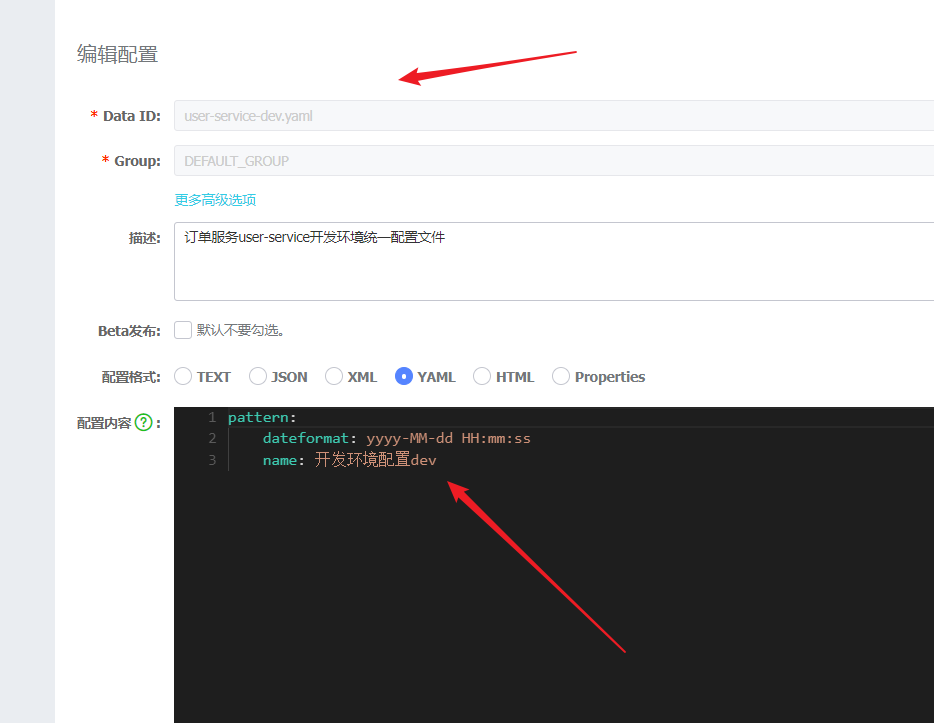 编辑配置
* Data ID: user-service-dev.yaml
* Group: DEFAULT_GROUP
更多高级选项
描述: 订单服务user-service开发环境统一配置文件
Beta发布: 默认不要勾选。
配置格式: TEXT JSON XML YAML HTML Properties
配置内容 ? : 1 pattern:
2 dateformat: yyyy-MM-dd HH:mm:ss
3 name: 开发环境配置dev